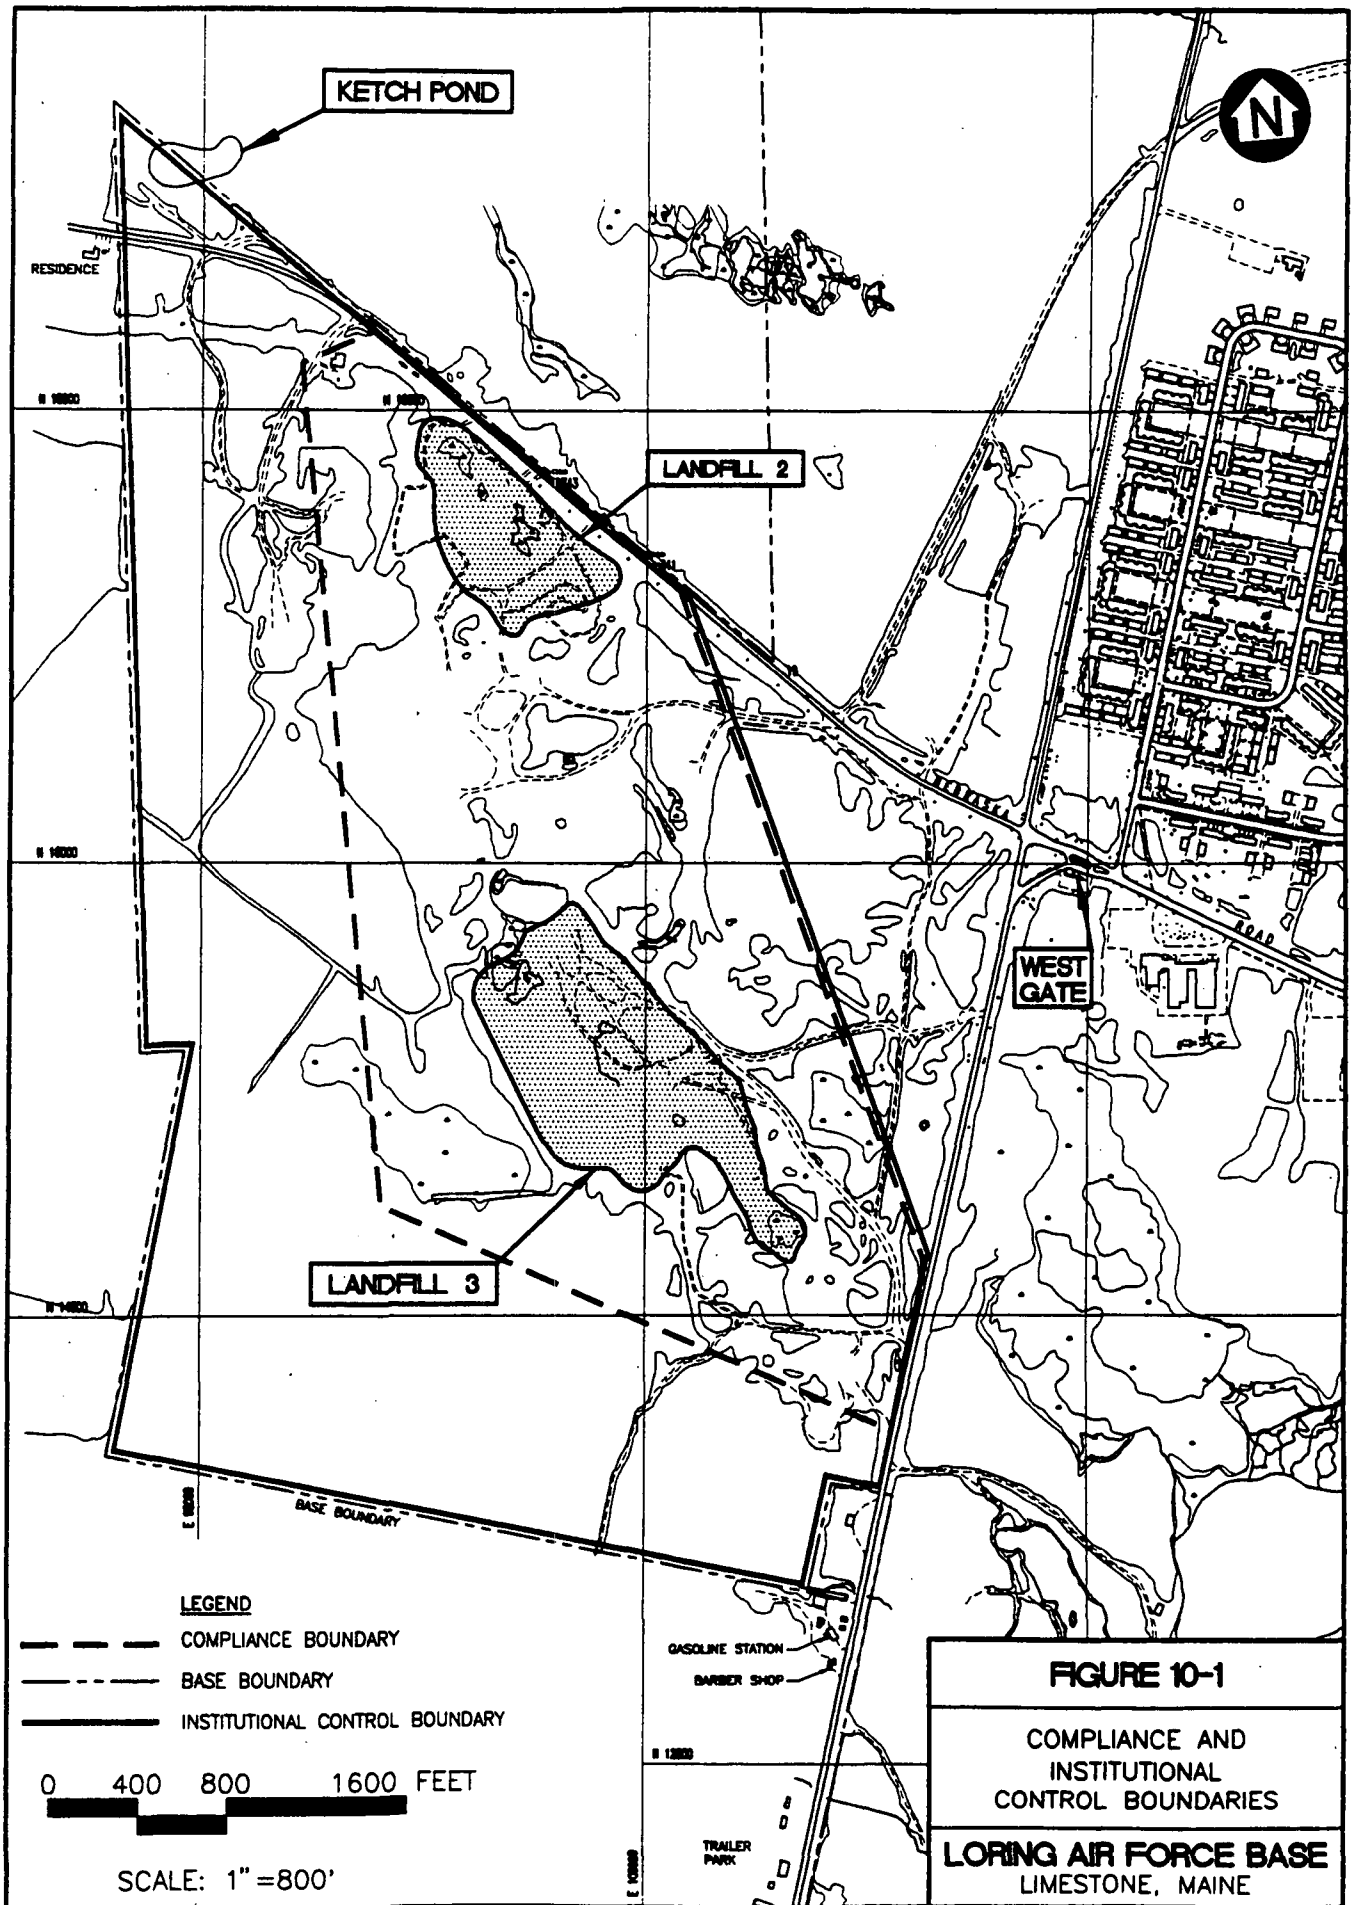 KETCH POND
N
RESIDENCE
LANDFILL 2
NEBRASKA
ROAD
WEST
GATE
LANDFILL 3
BASE BOUNDARY
LEGEND
COMPLIANCE BOUNDARY
BASE BOUNDARY
INSTITUTIONAL CONTROL BOUNDARY
0 400 800 1600 FEET
SCALE: 1"=800'
GASOLINE STATION
BARBER SHOP
TRAILER
PARK
FIGURE 10-1
COMPLIANCE AND
INSTITUTIONAL
CONTROL BOUNDARIES
LORING AIR FORCE BASE
LIMESTONE, MAINE